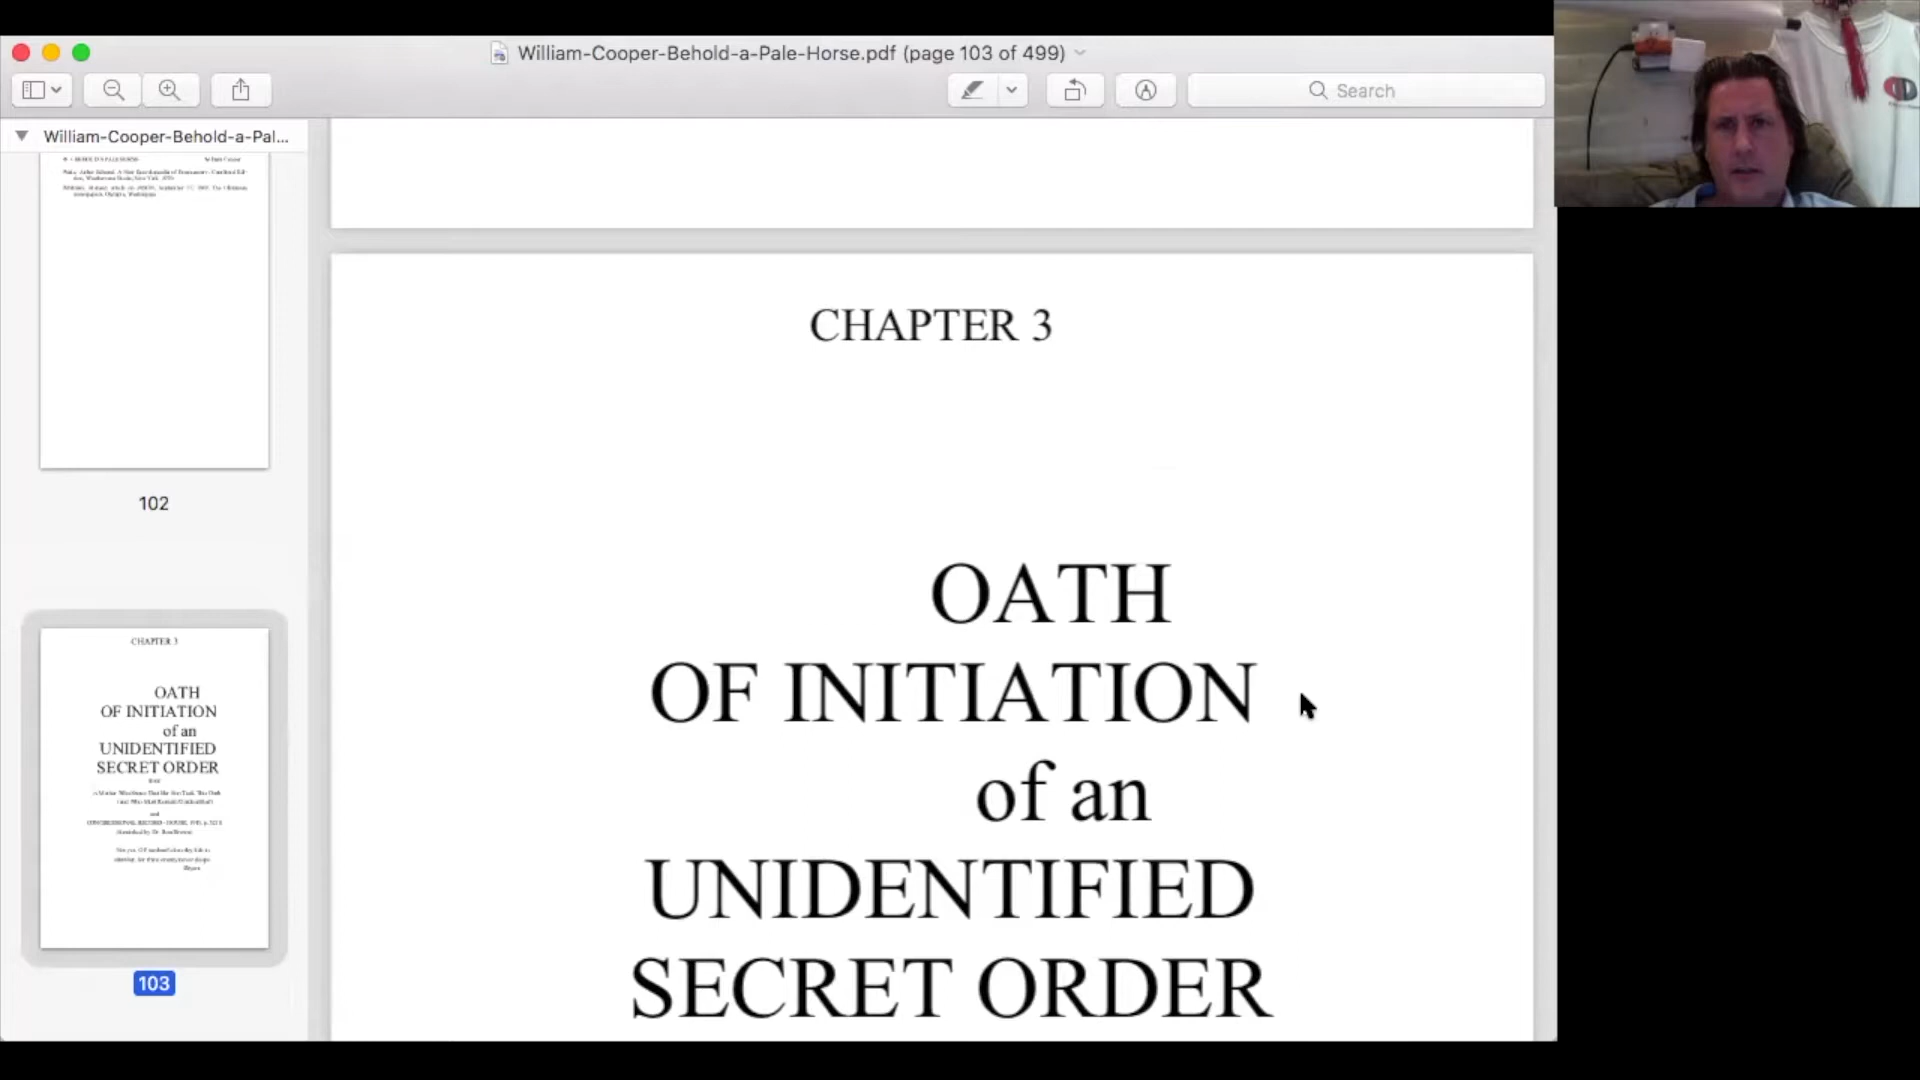 William-Cooper-Behold-a-Pale-Horse.pdf (page 103 of 499)
Search
William-Cooper-Behold-a-Pal...
102
CHAPTER 3
OATH
OF INITIATION
of an
UNIDENTIFIED
SECRET ORDER
and
103
CHAPTER 3
OATH
OF INITIATION
of an
UNIDENTIFIED
SECRET ORDER